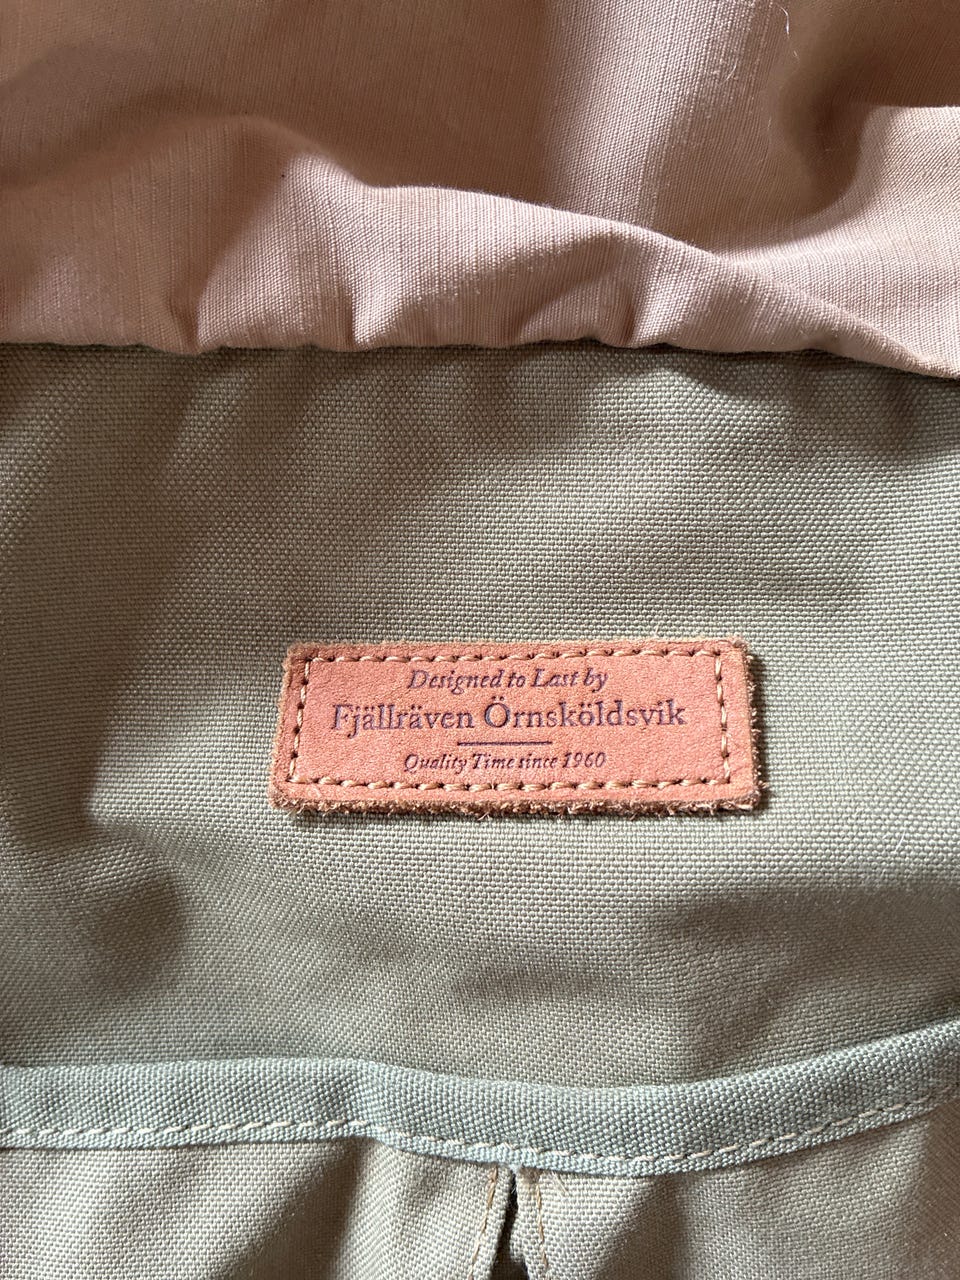 Designed to Last by
Fjällräven Örnsköldsvik
Quality Time since 1960